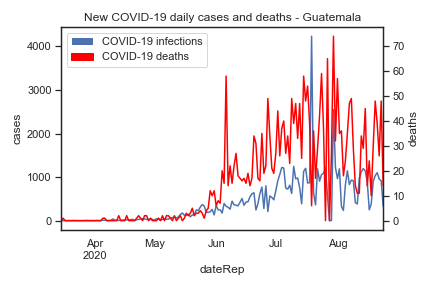 New COVID-19 daily cases and deaths - Guatemala
COVID-19 infections
COVID-19 deaths
4000
3000
2000
1000
0
cases
70
60
50
40
30
20
10
0
deaths
Apr
2020
May
Jun
Jul
Aug
dateRep